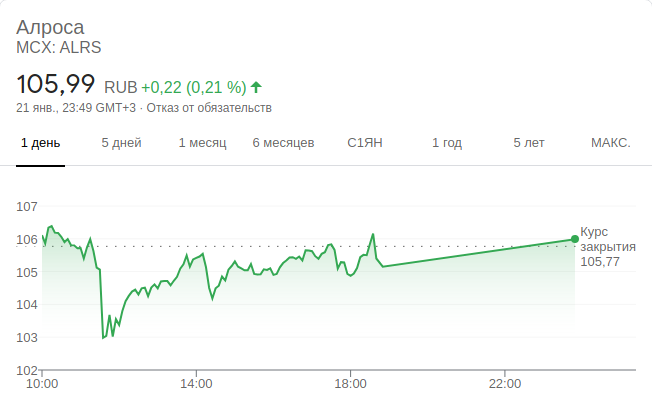 Алроса
MCX: ALRS
105,99 RUB +0,22 (0,21 %)
21 янв., 23:49 GMT+3 · Отказ от обязательств
1 день 5 дней 1 месяц 6 месяцев С1ЯН 1 год 5 лет МАКС.
107
106
105
104
103
102
Курс
закрытия
105,77
10:00 14:00 18:00 22:00